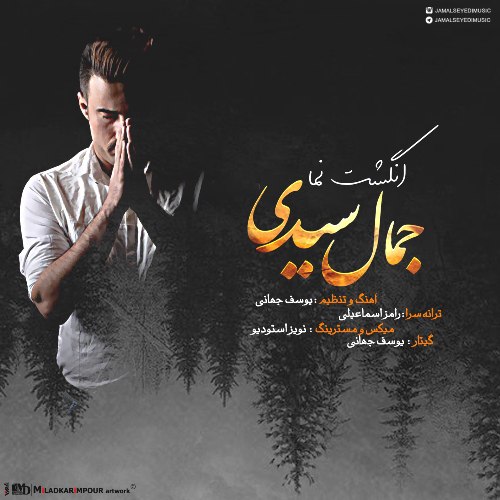 JAMALSEYEDIMUSIC
JAMALSEYEDIMUSIC
انگشت نما
جمال سیدی
آهنگ و تنظیم : یوسف جهانی
ترانه سرا : رامز اسماعیلی
میکس و مسترینگ : نویز استودیو
گیتار : یوسف جهانی
MILADKARIMPOUR artwork